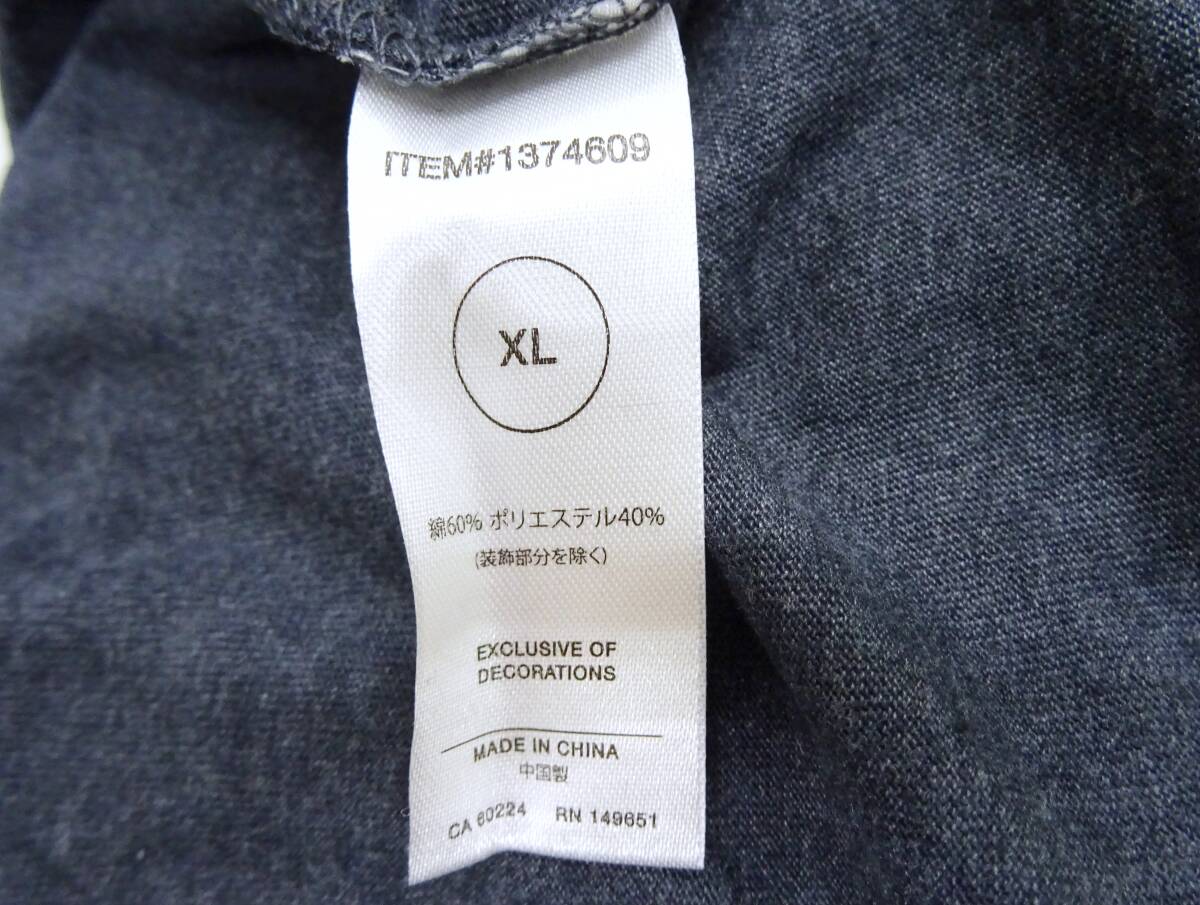 ITEM#1374609
XL
綿60% ポリエステル40%
(装飾部分を除く)
EXCLUSIVE OF
DECORATIONS
MADE IN CHINA
中国製
CA 60224 RN 149651